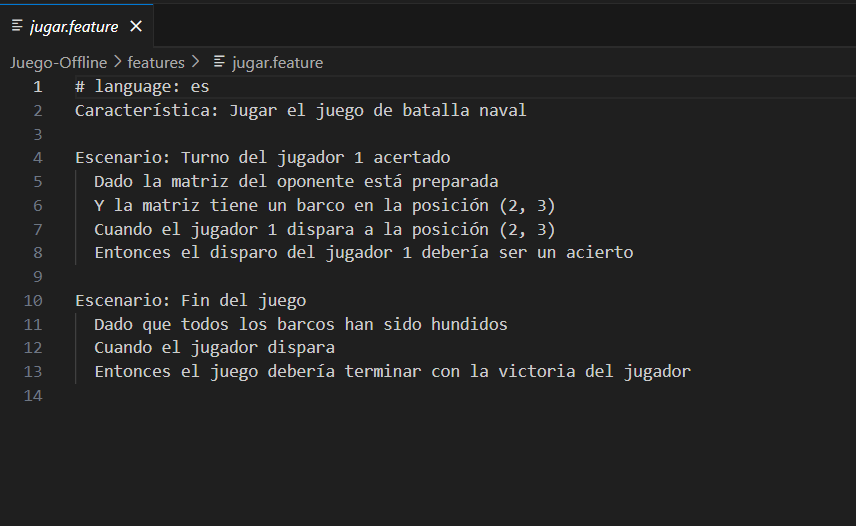 jugar.feature
Juego-Offline > features > jugar.feature
1 # language: es
2 Característica: Jugar el juego de batalla naval
3
4 Escenario: Turno del jugador 1 acertado
5 Dado la matriz del oponente está preparada
6 Y la matriz tiene un barco en la posición (2, 3)
7 Cuando el jugador 1 dispara a la posición (2, 3)
8 Entonces el disparo del jugador 1 debería ser un acierto
9
10 Escenario: Fin del juego
11 Dado que todos los barcos han sido hundidos
12 Cuando el jugador dispara
13 Entonces el juego debería terminar con la victoria del jugador
14